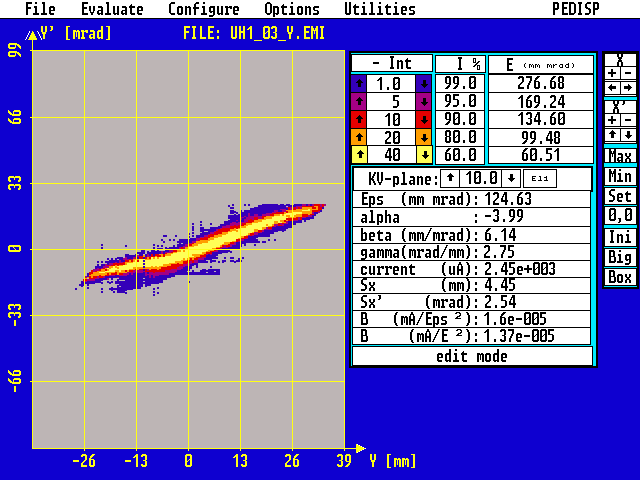 File Evaluate Configure Options Utilities PEDISP
Y' [mrad] FILE: UH1_03_Y.EMI
99
66
33
0
-33
-66
-26 -13 0 13 26 39 Y [mm]
- Int I % E (mm mrad)
1.0 99.0 276.68
5 95.0 169.24
10 90.0 134.60
20 80.0 99.48
40 60.0 60.51
KV-plane: 10.0 Eli
Eps (mm mrad): 124.63
alpha : -3.99
beta (mm/mrad): 6.14
gamma(mrad/mm): 2.75
current (uA): 2.45e+003
Sx (mm): 4.45
Sx' (mrad): 2.54
B (mA/Eps ²): 1.6e-005
B (mA/E ²): 1.37e-005
edit mode
X
+ -
X'
+ -
Max
Min
Set
0,0
Ini
Big
Box